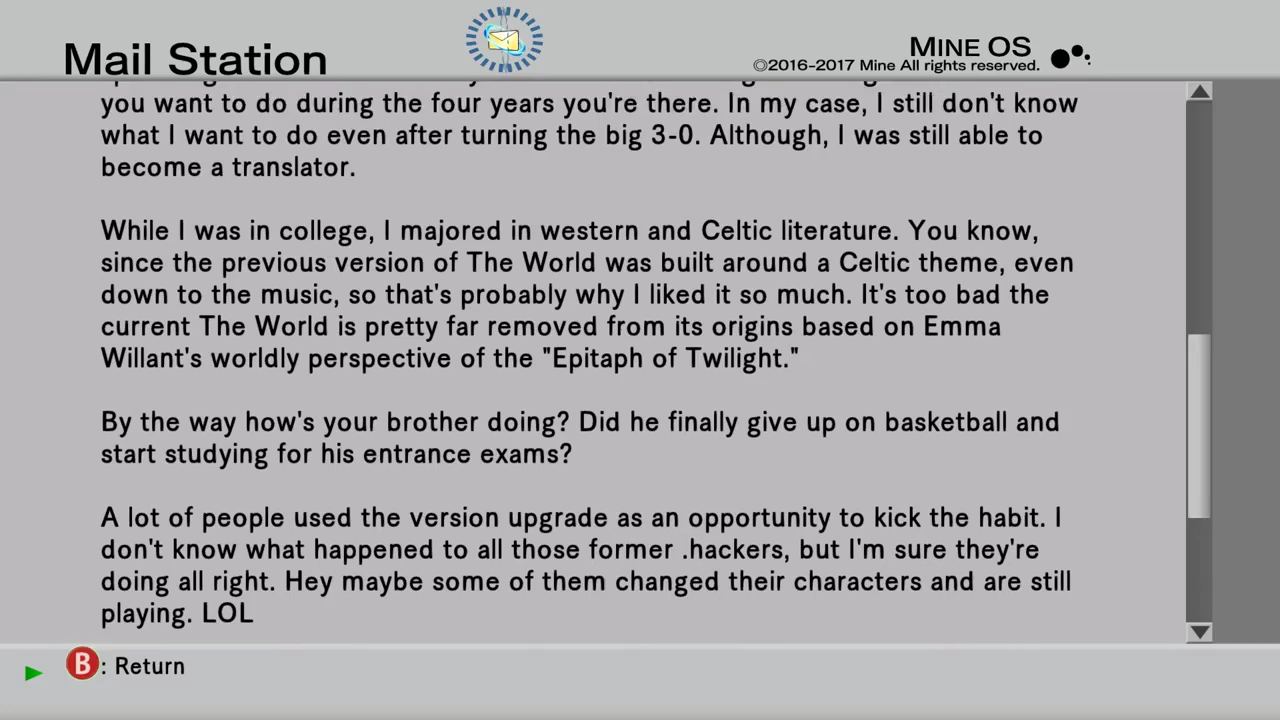 Mail Station
MINE OS
©2016-2017 Mine All rights reserved.
you want to do during the four years you're there. In my case, I still don't know
what I want to do even after turning the big 3-0. Although, I was still able to
become a translator.
While I was in college, I majored in western and Celtic literature. You know,
since the previous version of The World was built around a Celtic theme, even
down to the music, so that's probably why I liked it so much. It's too bad the
current The World is pretty far removed from its origins based on Emma
Willant's worldly perspective of the "Epitaph of Twilight."
By the way how's your brother doing? Did he finally give up on basketball and
start studying for his entrance exams?
A lot of people used the version upgrade as an opportunity to kick the habit. I
don't know what happened to all those former .hackers, but I'm sure they're
doing all right. Hey maybe some of them changed their characters and are still
playing. LOL
B : Return